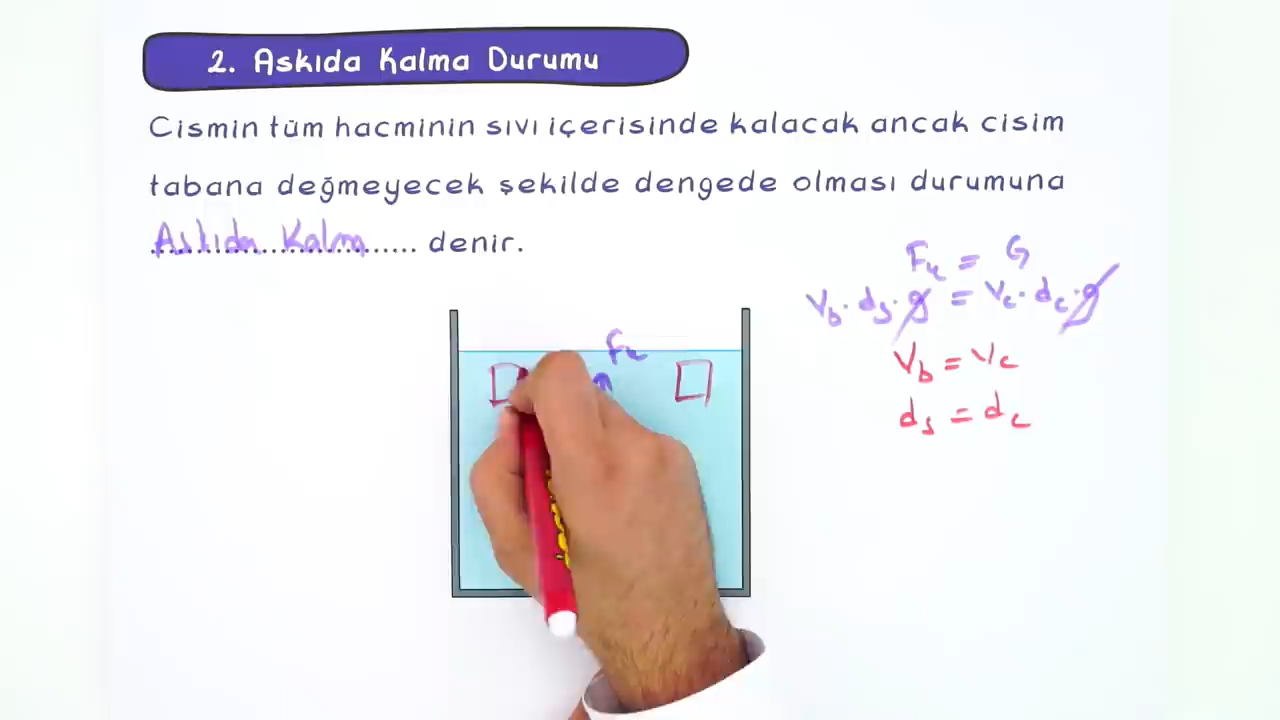 2. Askıda Kalma Durumu
Cismin tüm hacminin sıvı içerisinde kalacak ancak cisim
tabana değmeyecek şekilde dengede olması durumuna
Askıda Kalma denir.
Fk = G
Vb · ds · g = Vc · dc · g
Vb = Vc
ds = dc
Fk